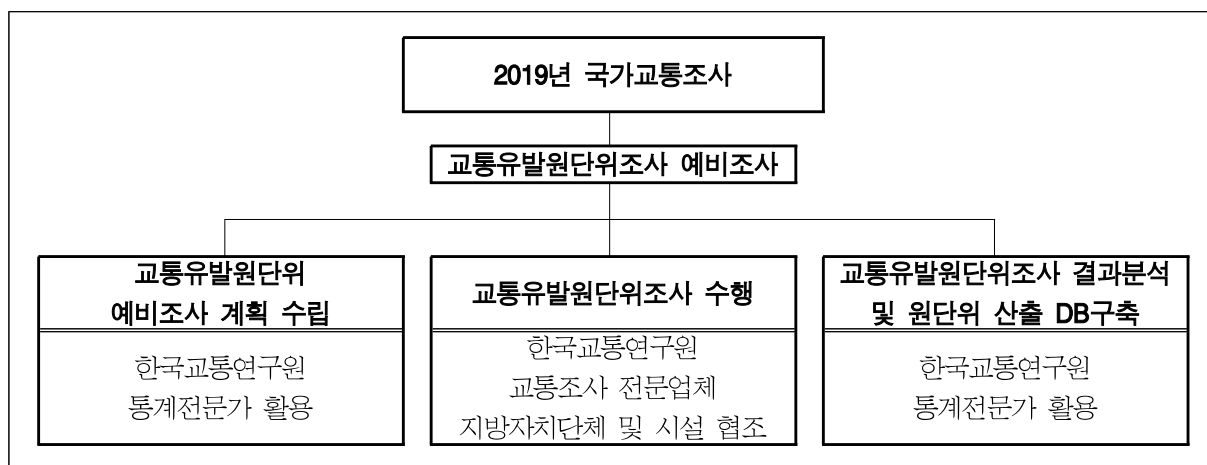 2019년 국가교통조사
교통유발원단위조사 예비조사
교통유발원단위
예비조사 계획 수립
한국교통연구원
통계전문가 활용
교통유발원단위조사 수행
한국교통연구원
교통조사 전문업체
지방자치단체 및 시설 협조
교통유발원단위조사 결과분석
및 원단위 산출 DB구축
한국교통연구원
통계전문가 활용